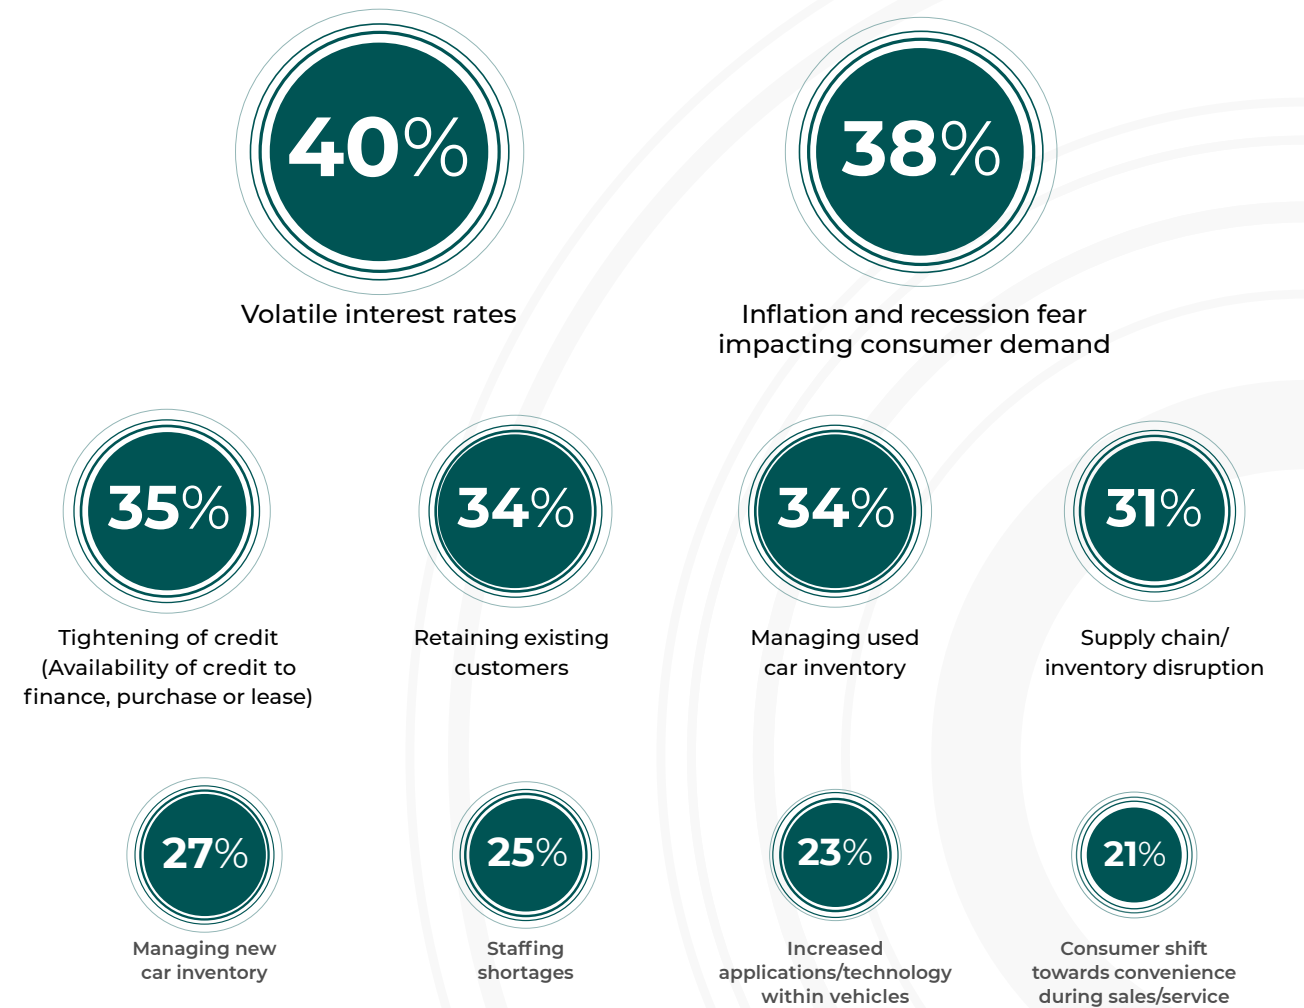 40%
Volatile interest rates
38%
Inflation and recession fear
impacting consumer demand
35%
Tightening of credit
(Availability of credit to
finance, purchase or lease)
34%
Retaining existing
customers
34%
Managing used
car inventory
31%
Supply chain/
inventory disruption
27%
Managing new
car inventory
25%
Staffing
shortages
23%
Increased
applications/technology
within vehicles
21%
Consumer shift
towards convenience
during sales/service